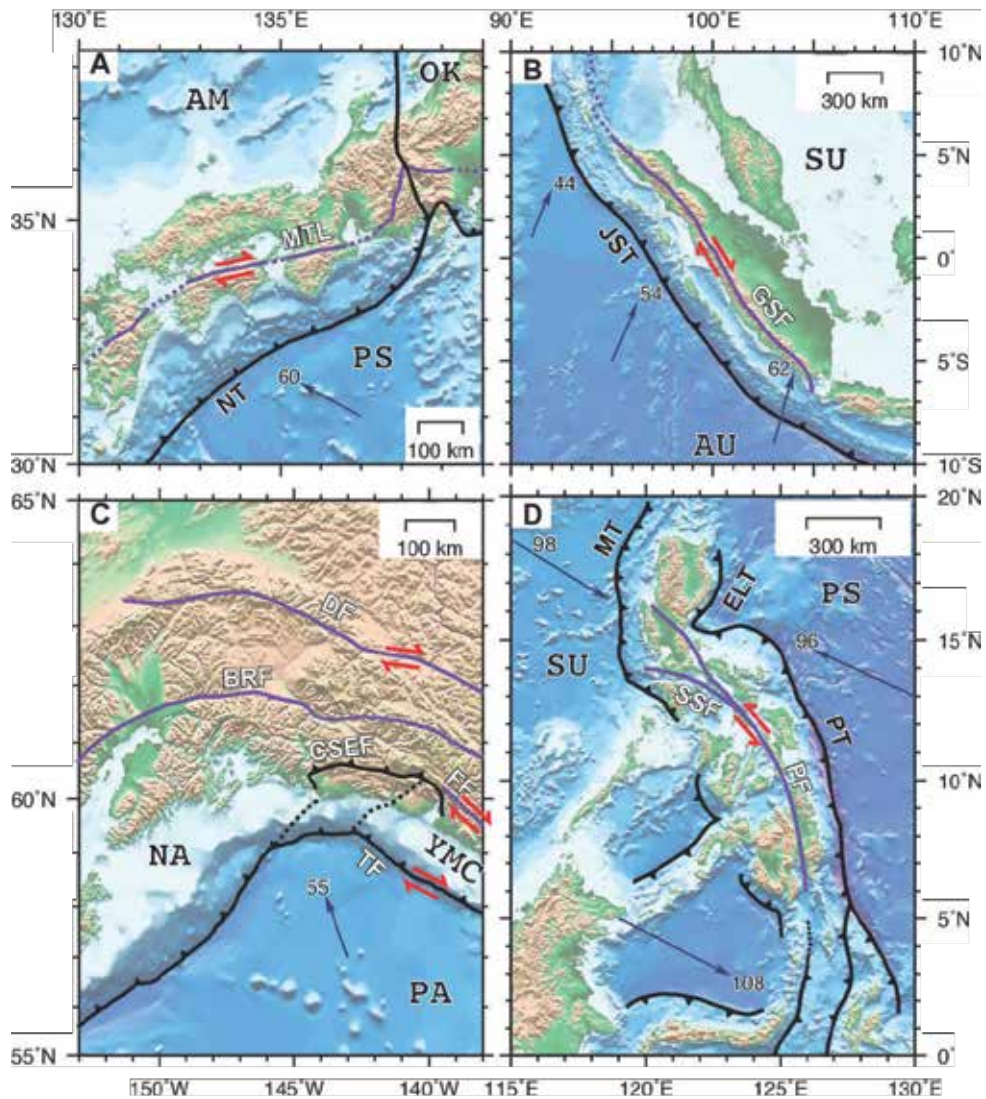 130˚E 135˚E 90˚E 100˚E 110˚E
A OK
AM
35˚N
MTL
NT
PS
60
100 km
30˚N
B 10˚N
300 km
SU
5˚N
44
JST
0˚
54
GSF
62
5˚S
AU
10˚S
65˚N
C
100 km
DF
BRF
CSEF
60˚N
FF
NA
YMC
TF
55
PA
55˚N
150˚W 145˚W 140˚W
D 20˚N
300 km
MT
98
ELT
PS
15˚N
96
SU
SSF
PT
10˚N
PF
5˚N
108
0˚
115˚E 120˚E 125˚E 130˚E